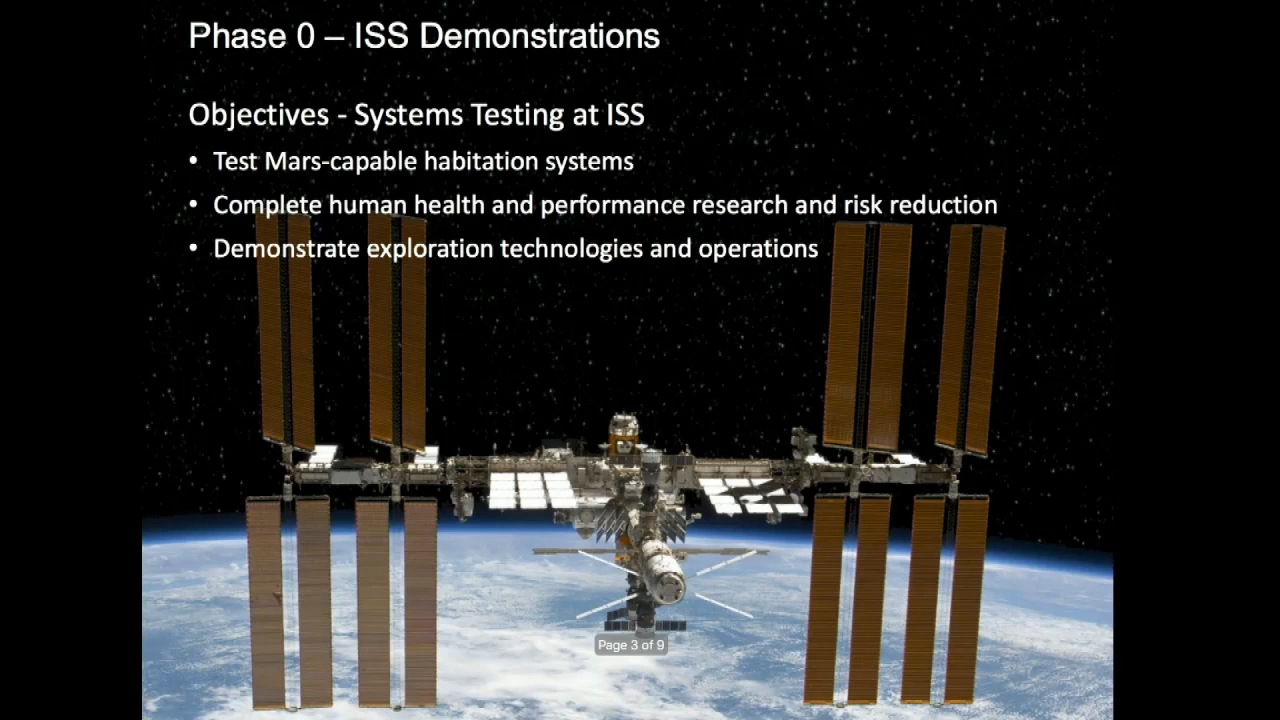 Phase 0 – ISS Demonstrations
Objectives - Systems Testing at ISS
• Test Mars-capable habitation systems
• Complete human health and performance research and risk reduction
• Demonstrate exploration technologies and operations
Page 3 of 9